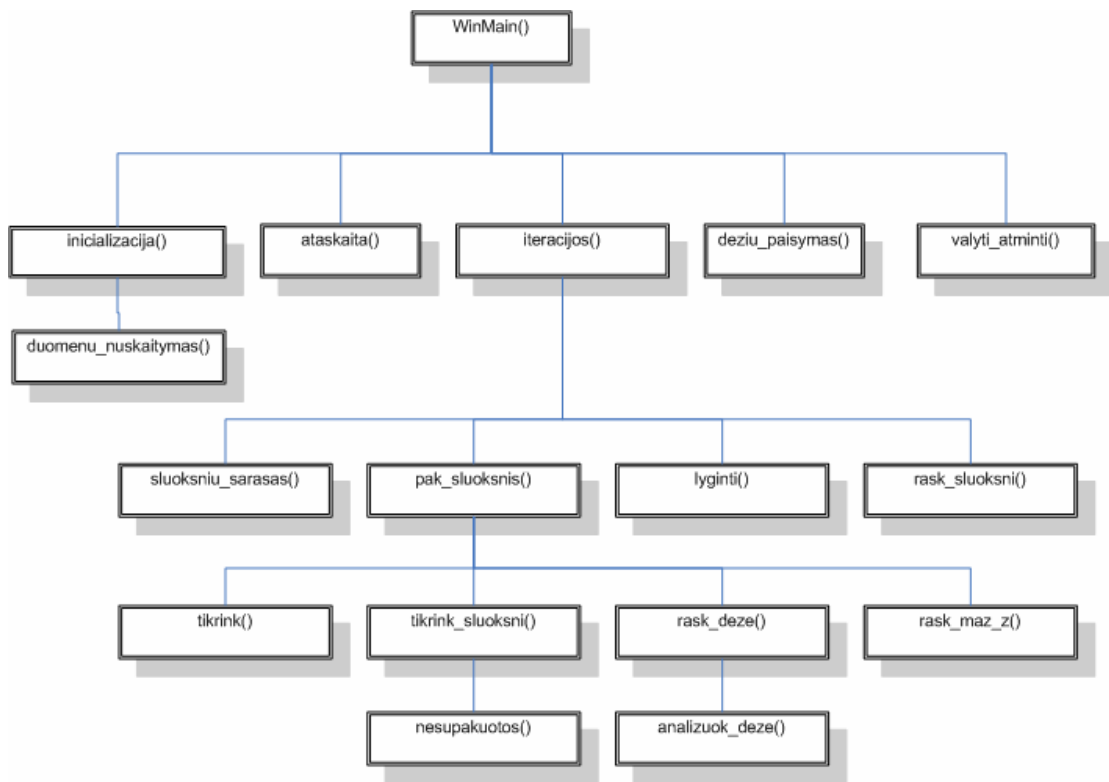 WinMain()
inicializacija()
ataskaita()
iteracijos()
deziu_paisymas()
valyti_atminti()
duomenu_nuskaitymas()
sluoksniu_sarasas()
pak_sluoksnis()
lyginti()
rask_sluoksni()
tikrink()
tikrink_sluoksni()
rask_deze()
rask_maz_z()
nesupakuotos()
analizuok_deze()